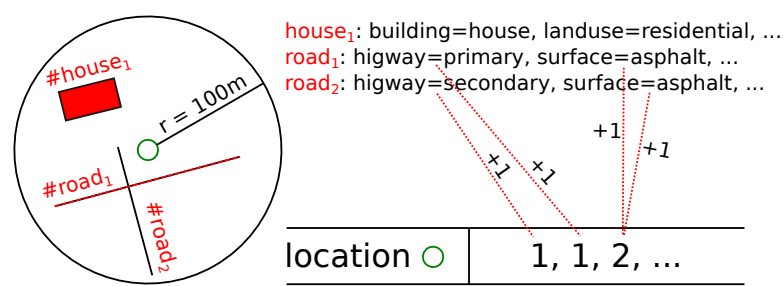 house₁: building=house, landuse=residential, ...
road₁: higway=primary, surface=asphalt, ...
road₂: higway=secondary, surface=asphalt, ...
#house₁
r = 100m
#road₁
#road₂
+1
+1
+1
+1
location
1, 1, 2, ...